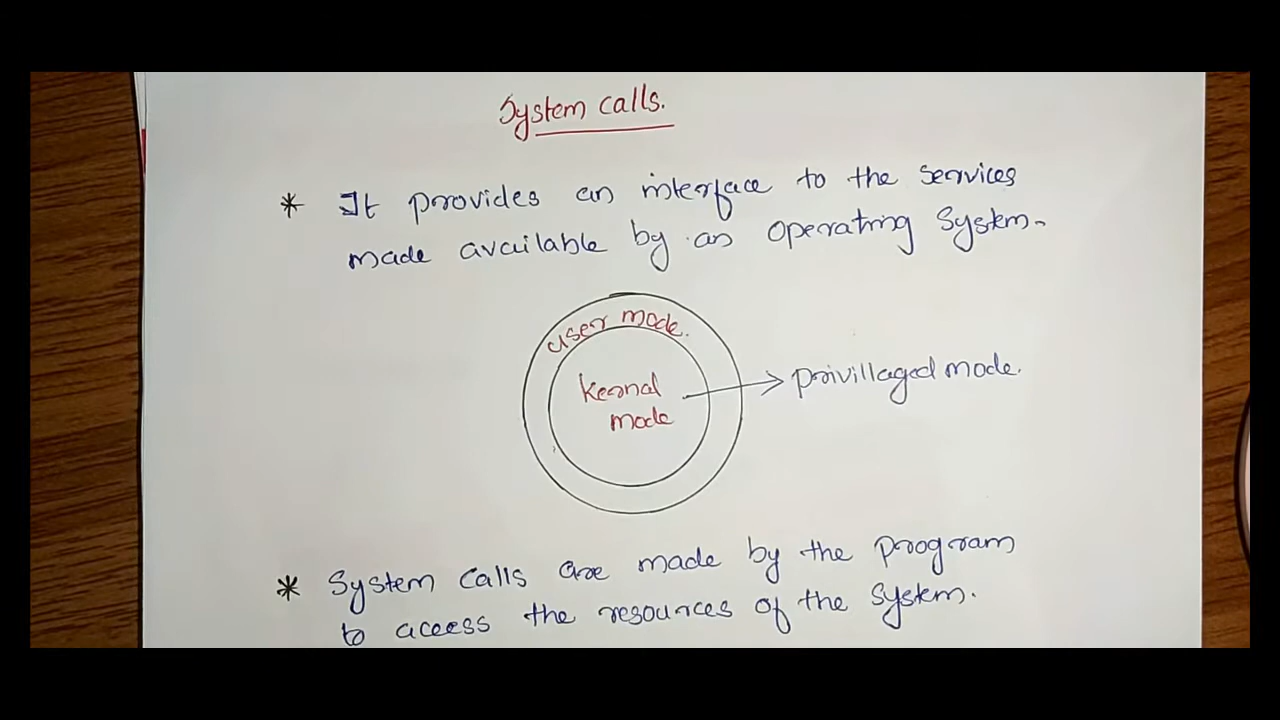 System calls.
* It provides an interface to the services
made available by an operating system.
user mode.
kernal
mode
privillaged mode.
* System calls are made by the program
to access the resources of the system.